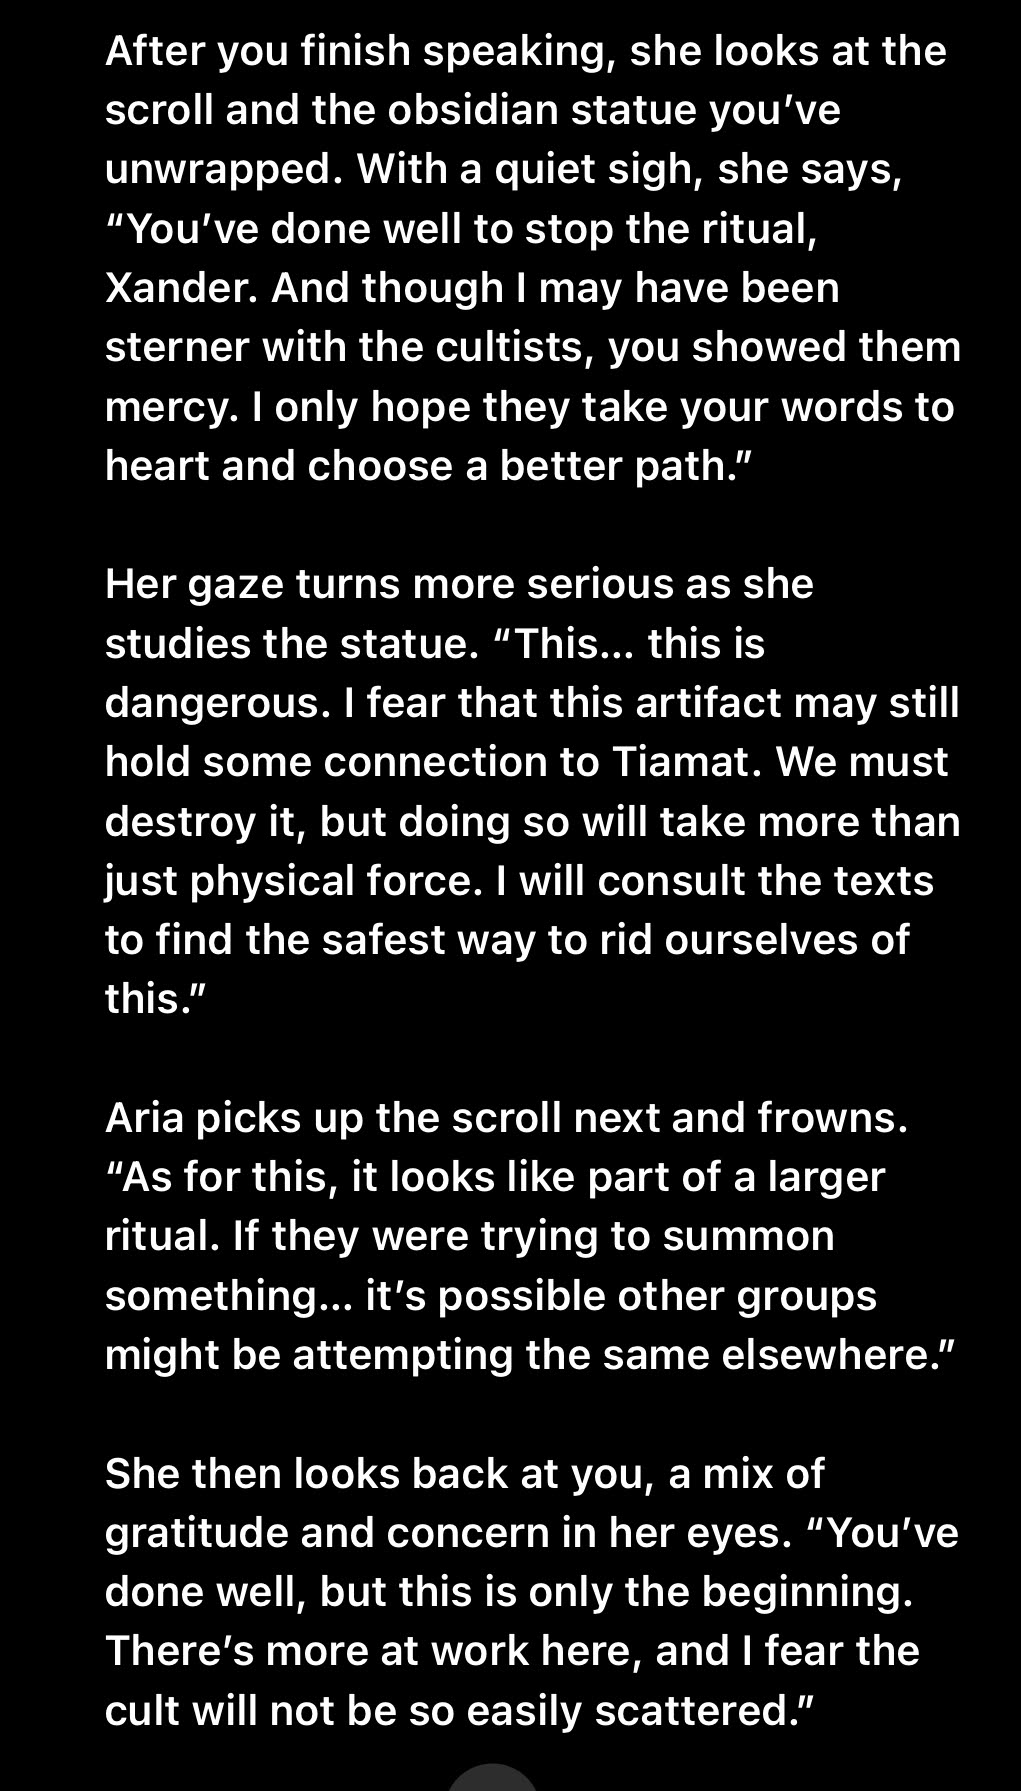 After you finish speaking, she looks at the
scroll and the obsidian statue you’ve
unwrapped. With a quiet sigh, she says,
“You’ve done well to stop the ritual,
Xander. And though I may have been
sterner with the cultists, you showed them
mercy. I only hope they take your words to
heart and choose a better path.”
Her gaze turns more serious as she
studies the statue. “This... this is
dangerous. I fear that this artifact may still
hold some connection to Tiamat. We must
destroy it, but doing so will take more than
just physical force. I will consult the texts
to find the safest way to rid ourselves of
this.”
Aria picks up the scroll next and frowns.
“As for this, it looks like part of a larger
ritual. If they were trying to summon
something... it’s possible other groups
might be attempting the same elsewhere.”
She then looks back at you, a mix of
gratitude and concern in her eyes. “You’ve
done well, but this is only the beginning.
There’s more at work here, and I fear the
cult will not be so easily scattered.”